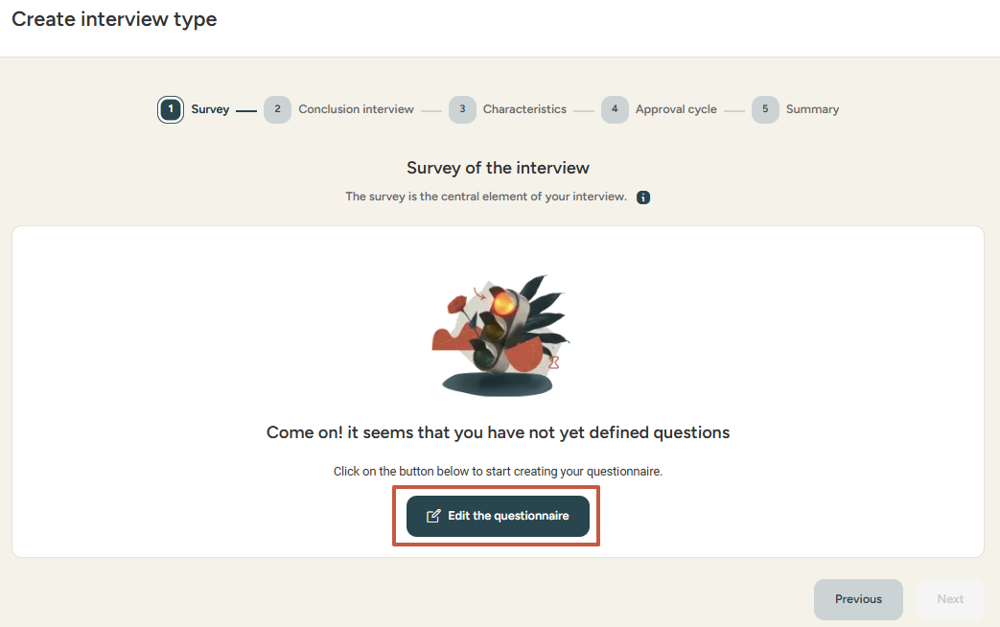 Create interview type
1 Survey 2 Conclusion interview 3 Characteristics 4 Approval cycle 5 Summary
Survey of the interview
The survey is the central element of your interview. i
Come on! it seems that you have not yet defined questions
Click on the button below to start creating your questionnaire.
Edit the questionnaire
Previous Next